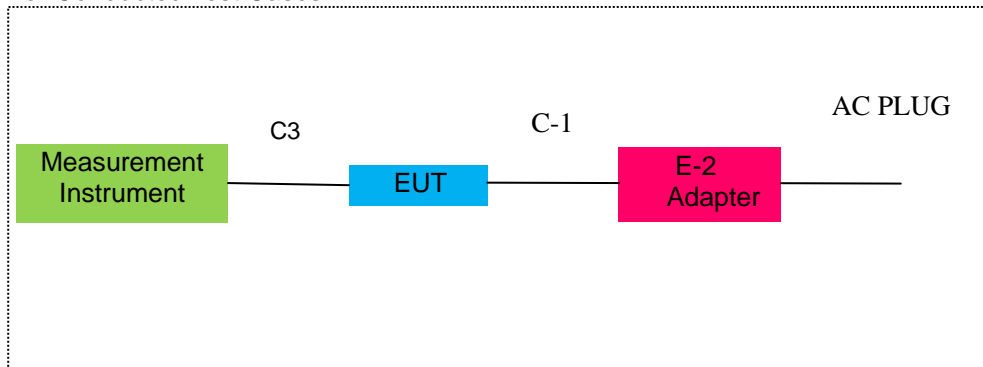 AC PLUG
C3
C-1
Measurement
Instrument
EUT
E-2
Adapter